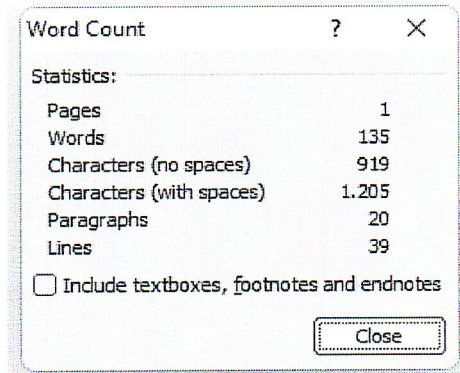 Word Count ? ✕
Statistics:
Pages 1
Words 135
Characters (no spaces) 919
Characters (with spaces) 1.205
Paragraphs 20
Lines 39
Include textboxes, footnotes and endnotes
Close